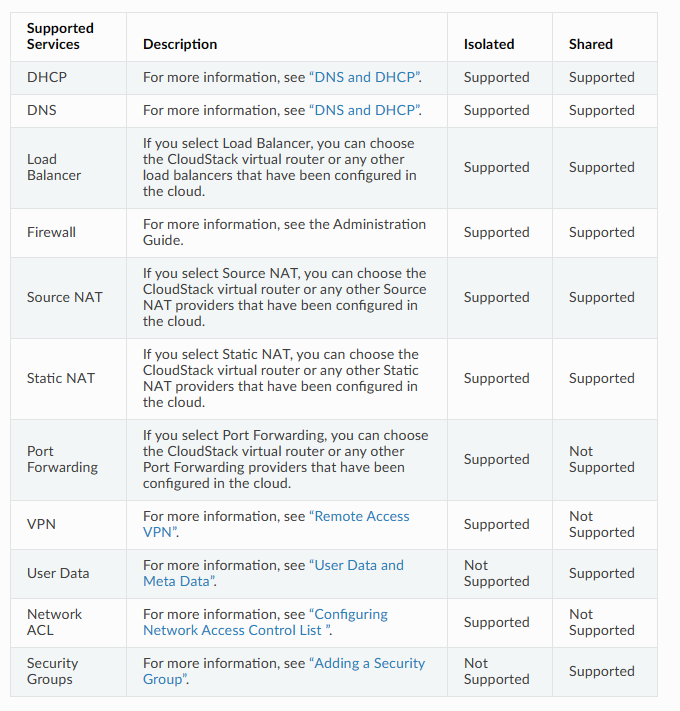 Supported
Services
Description
Isolated
Shared
DHCP
For more information, see “DNS and DHCP”.
Supported
Supported
DNS
For more information, see “DNS and DHCP”.
Supported
Supported
Load
Balancer
If you select Load Balancer, you can choose
the CloudStack virtual router or any other
load balancers that have been configured in
the cloud.
Supported
Supported
Firewall
For more information, see the Administration
Guide.
Supported
Supported
Source NAT
If you select Source NAT, you can choose the
CloudStack virtual router or any other Source
NAT providers that have been configured in
the cloud.
Supported
Supported
Static NAT
If you select Static NAT, you can choose the
CloudStack virtual router or any other Static
NAT providers that have been configured in
the cloud.
Supported
Supported
Port
Forwarding
If you select Port Forwarding, you can choose
the CloudStack virtual router or any other
Port Forwarding providers that have been
configured in the cloud.
Supported
Not
Supported
VPN
For more information, see “Remote Access
VPN”.
Supported
Not
Supported
User Data
For more information, see “User Data and
Meta Data”.
Not
Supported
Supported
Network
ACL
For more information, see “Configuring
Network Access Control List ”.
Supported
Not
Supported
Security
Groups
For more information, see “Adding a Security
Group”.
Not
Supported
Supported